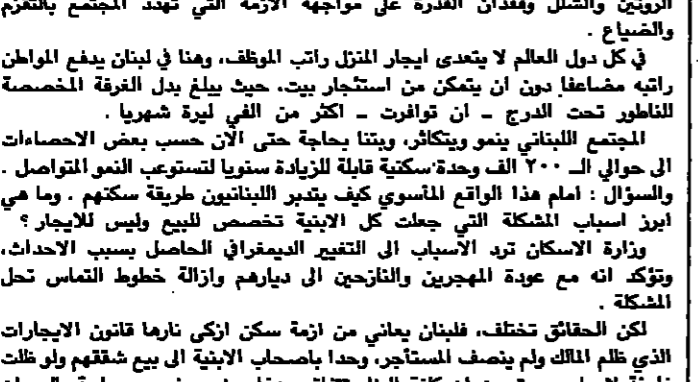 الروتين والشلل وفقدان القدرة على مواجهة الازمة التي تهدد المجتمع بالتقزم
والضياع .
في كل دول العالم لا يتعدى ايجار المنزل راتب الموظف، وهنا في لبنان يدفع المواطن
راتبه مضاعفا دون ان يتمكن من استئجار بيت، حيث يبلغ بدل الغرفة المخصصة
للناطور تحت الدرج ــ ان توافرت ــ اكثر من الفي ليرة شهريا .
المجتمع اللبناني ينمو ويتكاثر، وبتنا بحاجة حتى الآن حسب بعض الاحصاءات
الى حوالي الــ ٢٠٠ الف وحدة سكنية قابلة للزيادة سنويا لتستوعب النمو المتواصل .
والسؤال : امام هذا الواقع المأسوي كيف يتدبر اللبنانيون طريقة سكنهم . وما هي
ابرز اسباب المشكلة التي جعلت كل الابنية تخصص للبيع وليس للايجار ؟
وزارة الاسكان ترد الاسباب الى التغيير الديمغرافي الحاصل بسبب الاحداث،
وتؤكد انه مع عودة المهجرين والنازحين الى ديارهم وازالة خطوط التماس تحل
المشكلة .
لكن الحقائق تختلف، فلبنان يعاني من ازمة سكن ازكى نارها قانون الايجارات
الذي ظلم المالك ولم ينصف المستأجر، وحدا باصحاب الابنية الى بيع شققهم ولو ظلت